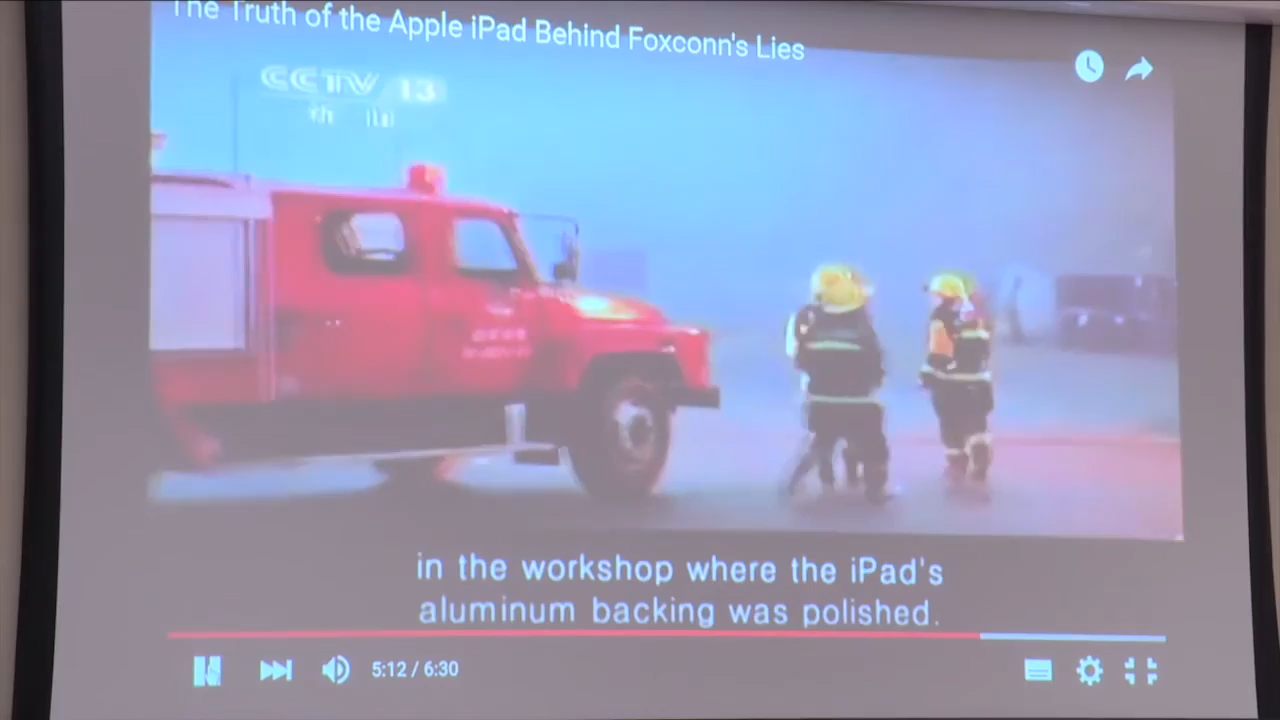 The Truth of the Apple iPad Behind Foxconn's Lies
CCTV 13
in the workshop where the iPad's
aluminum backing was polished.
5:12 / 6:30